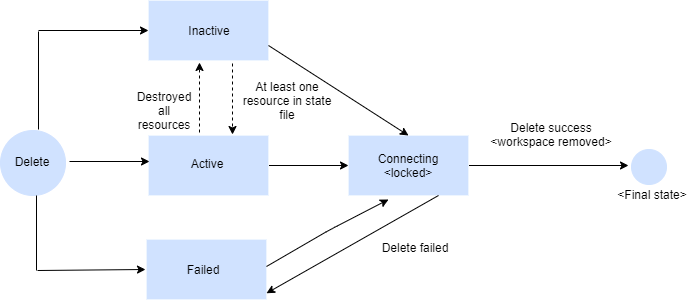 Inactive
Destroyed
all
resources
At least one
resource in state
file
Delete
Active
Connecting
<locked>
Delete success
<workspace removed>
<Final state>
Failed
Delete failed